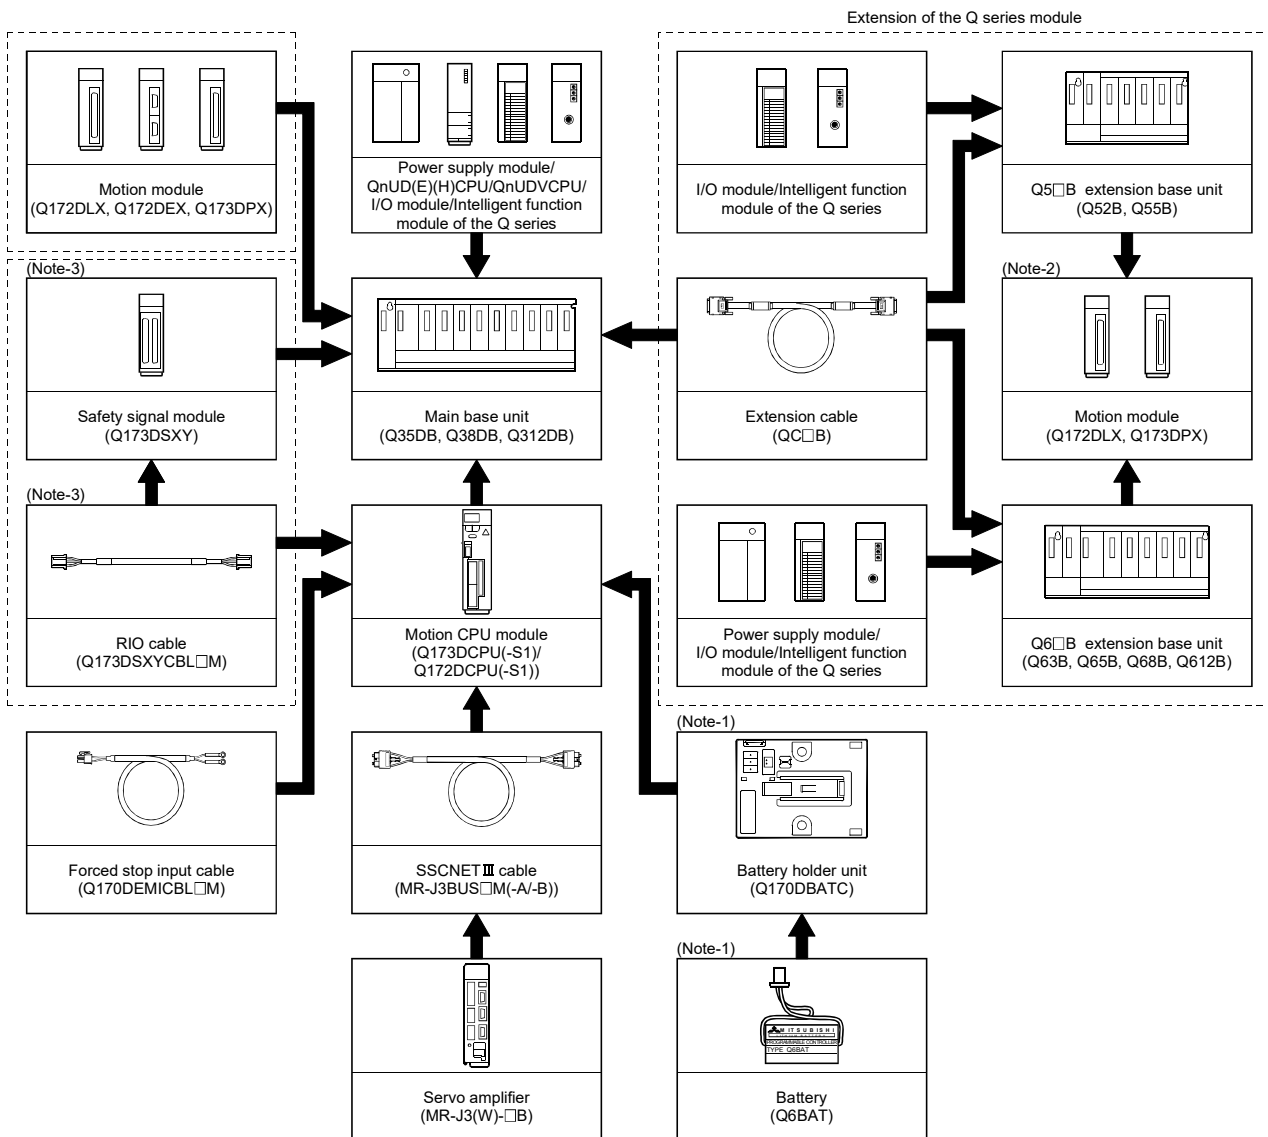 Extension of the Q series module
Motion module
(Q172DLX, Q172DEX, Q173DPX)
Power supply module/
QnUD(E)(H)CPU/QnUDVCPU/
I/O module/Intelligent function
module of the Q series
I/O module/Intelligent function
module of the Q series
Q5□B extension base unit
(Q52B, Q55B)
(Note-3)
Safety signal module
(Q173DSXY)
Main base unit
(Q35DB, Q38DB, Q312DB)
Extension cable
(QC□B)
(Note-2)
Motion module
(Q172DLX, Q173DPX)
(Note-3)
RIO cable
(Q173DSXYCBL□M)
Motion CPU module
(Q173DCPU(-S1)/
Q172DCPU(-S1))
Power supply module/
I/O module/Intelligent function
module of the Q series
Q6□B extension base unit
(Q63B, Q65B, Q68B, Q612B)
Forced stop input cable
(Q170DEMICBL□M)
SSCNETⅢ cable
(MR-J3BUS□M(-A/-B))
(Note-1)
Battery holder unit
(Q170DBATC)
Servo amplifier
(MR-J3(W)-□B)
(Note-1)
MITSUBISHI
PROGRAMMABLE CONTROLLER
TYPE Q6BAT
Battery
(Q6BAT)